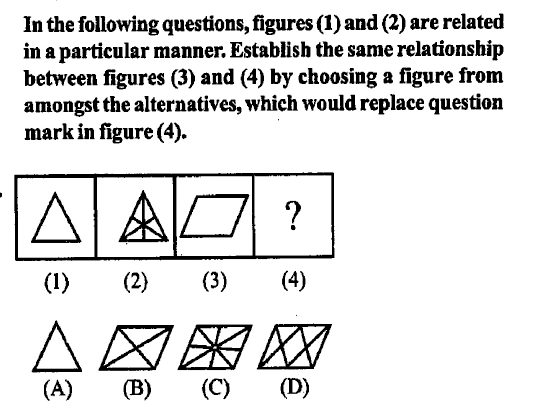 In the following questions, figures (1) and (2) are related
in a particular manner. Establish the same relationship
between figures (3) and (4) by choosing a figure from
amongst the alternatives, which would replace question
mark in figure (4).
?
(1) (2) (3) (4)
(A) (B) (C) (D)